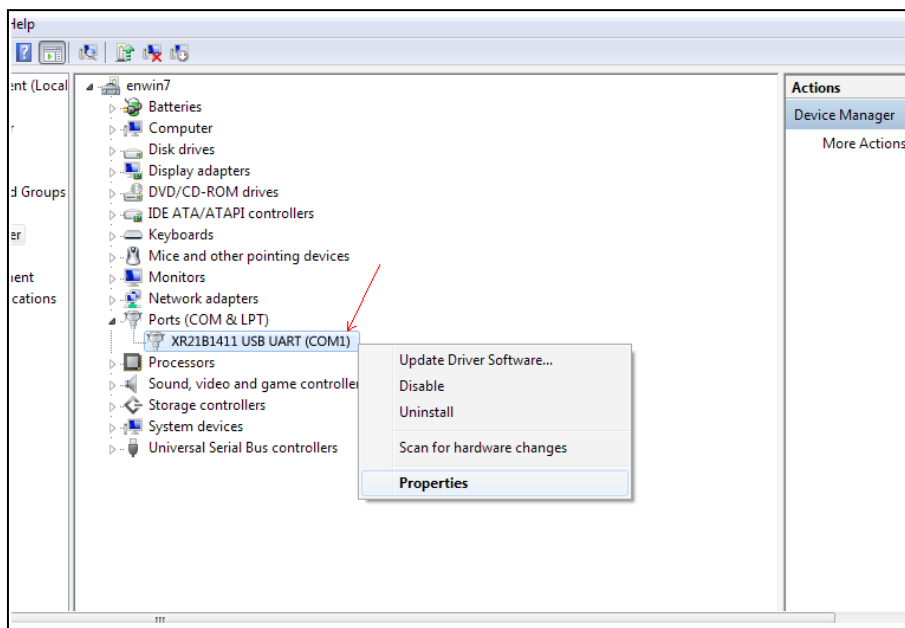 Help
ent (Local
r
d Groups
er
ent
cations
enwin7
Batteries
Computer
Disk drives
Display adapters
DVD/CD-ROM drives
IDE ATA/ATAPI controllers
Keyboards
Mice and other pointing devices
Monitors
Network adapters
Ports (COM & LPT)
XR21B1411 USB UART (COM1)
Processors
Sound, video and game controller
Storage controllers
System devices
Universal Serial Bus controllers
Update Driver Software...
Disable
Uninstall
Scan for hardware changes
Properties
Actions
Device Manager
More Actions